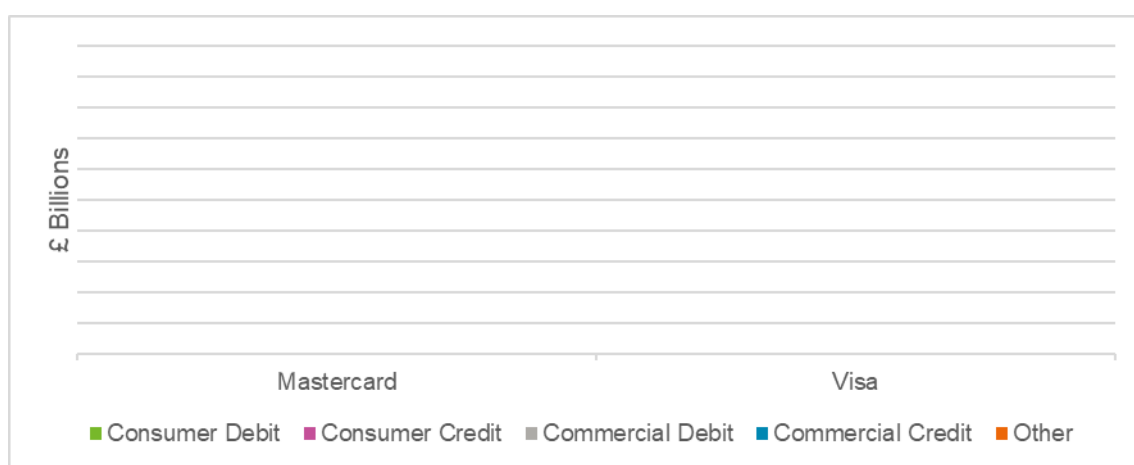 £ Billions
Mastercard Visa
Consumer Debit Consumer Credit Commercial Debit Commercial Credit Other